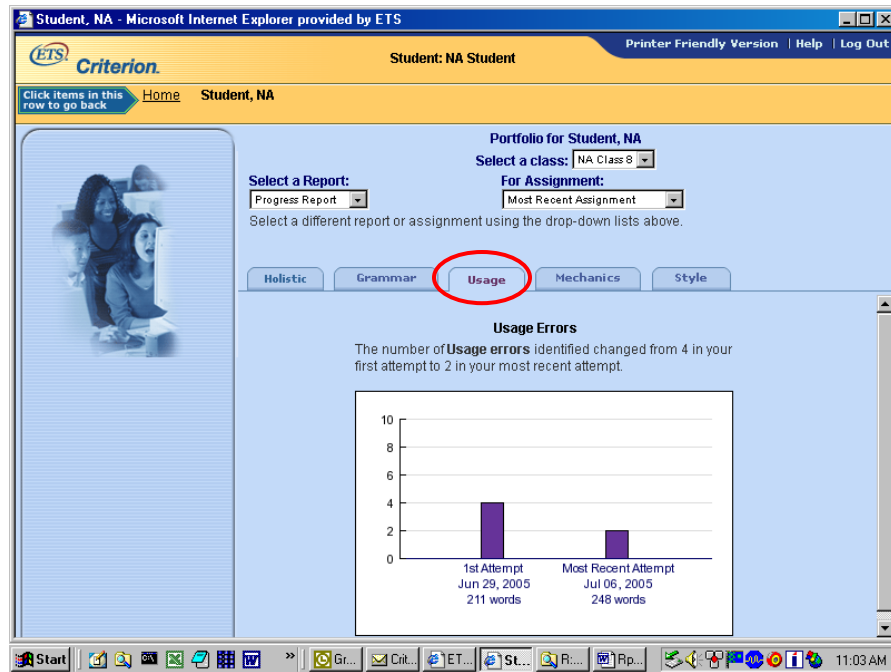 Student, NA - Microsoft Internet Explorer provided by ETS
Printer Friendly Version | Help | Log Out
ETS Criterion.
Student: NA Student
Click items in this
row to go back
Home Student, NA
Portfolio for Student, NA
Select a class: NA Class 8
Select a Report: For Assignment:
Progress Report Most Recent Assignment
Select a different report or assignment using the drop-down lists above.
Holistic Grammar Usage Mechanics Style
Usage Errors
The number of Usage errors identified changed from 4 in your
first attempt to 2 in your most recent attempt.
10
8
6
4
2
0
1st Attempt Most Recent Attempt
Jun 29, 2005 Jul 06, 2005
211 words 248 words
Start » Gr... Crit... ET... St... R:... Rp... 11:03 AM